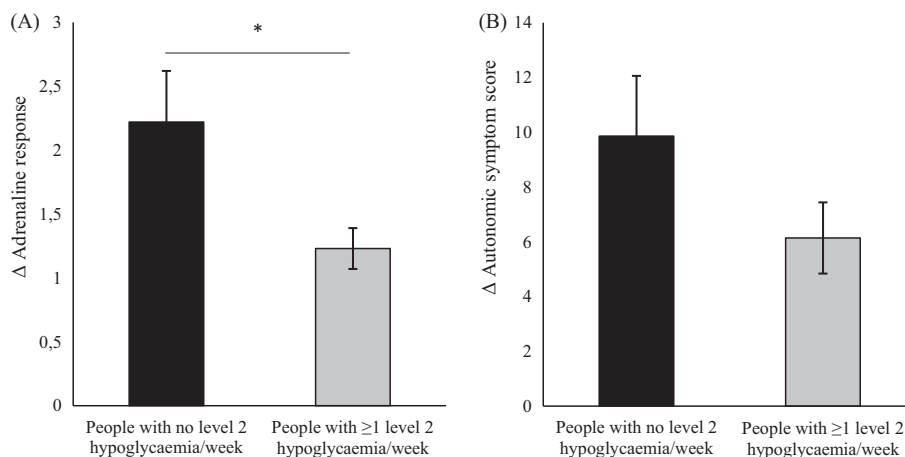 (A)
3
2,5
2
1,5
1
0,5
0
Δ Adrenaline response
*
People with no level 2
hypoglycaemia/week
People with ≥1 level 2
hypoglycaemia/week
(B)
14
12
10
8
6
4
2
0
Δ Autonomic symptom score
People with no level 2
hypoglycaemia/week
People with ≥1 level 2
hypoglycaemia/week